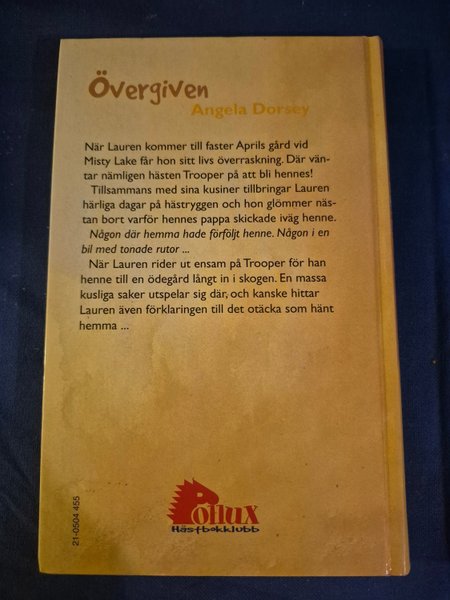 Övergiven
Angela Dorsey
När Lauren kommer till faster Aprils gård vid
Misty Lake får hon sitt livs överraskning. Där vän-
tar nämligen hästen Trooper på att bli hennes!
Tillsammans med sina kusiner tillbringar Lauren
härliga dagar på hästryggen och hon glömmer näs-
tan bort varför hennes pappa skickade iväg henne.
Någon där hemma hade förföljt henne. Någon i en
bil med tonade rutor ...
När Lauren rider ut ensam på Trooper för han
henne till en ödegård långt in i skogen. En massa
kusliga saker utspelar sig där, och kanske hittar
Lauren även förklaringen till det otäcka som hänt
hemma ...
Pollux
Hästbokklubb
21-0504 455